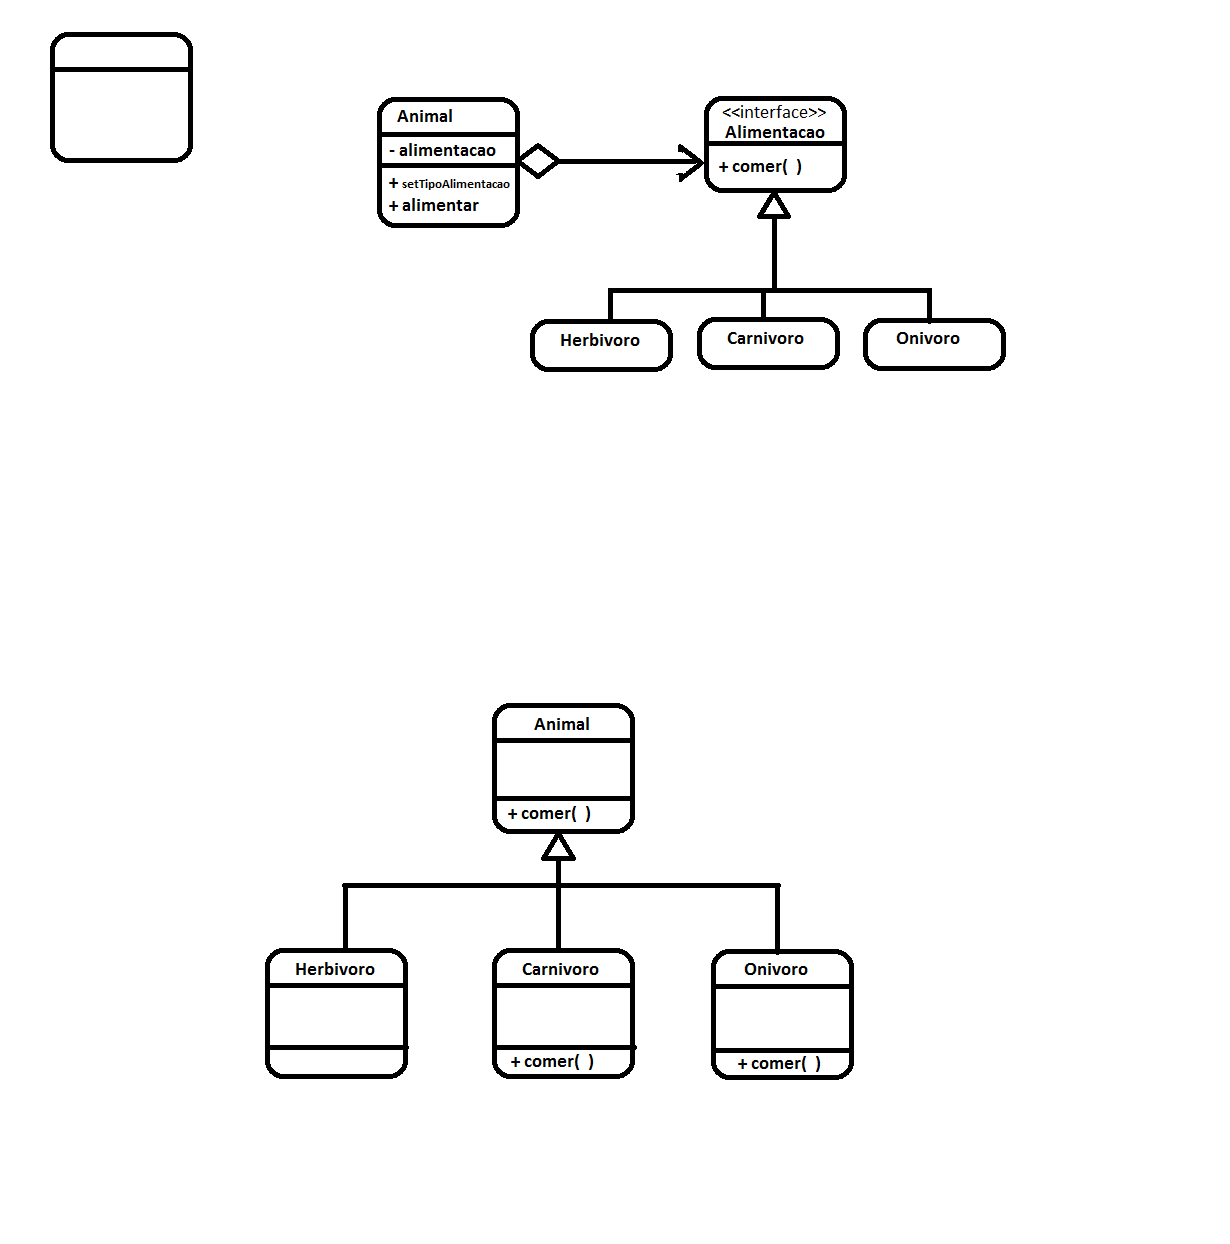 Animal
- alimentacao
+ setTipoAlimentacao
+ alimentar
<<interface>>
Alimentacao
+ comer(  )
Herbivoro
Carnivoro
Onivoro
Animal
+ comer(  )
Herbivoro
Carnivoro
+ comer(  )
Onivoro
+ comer(  )